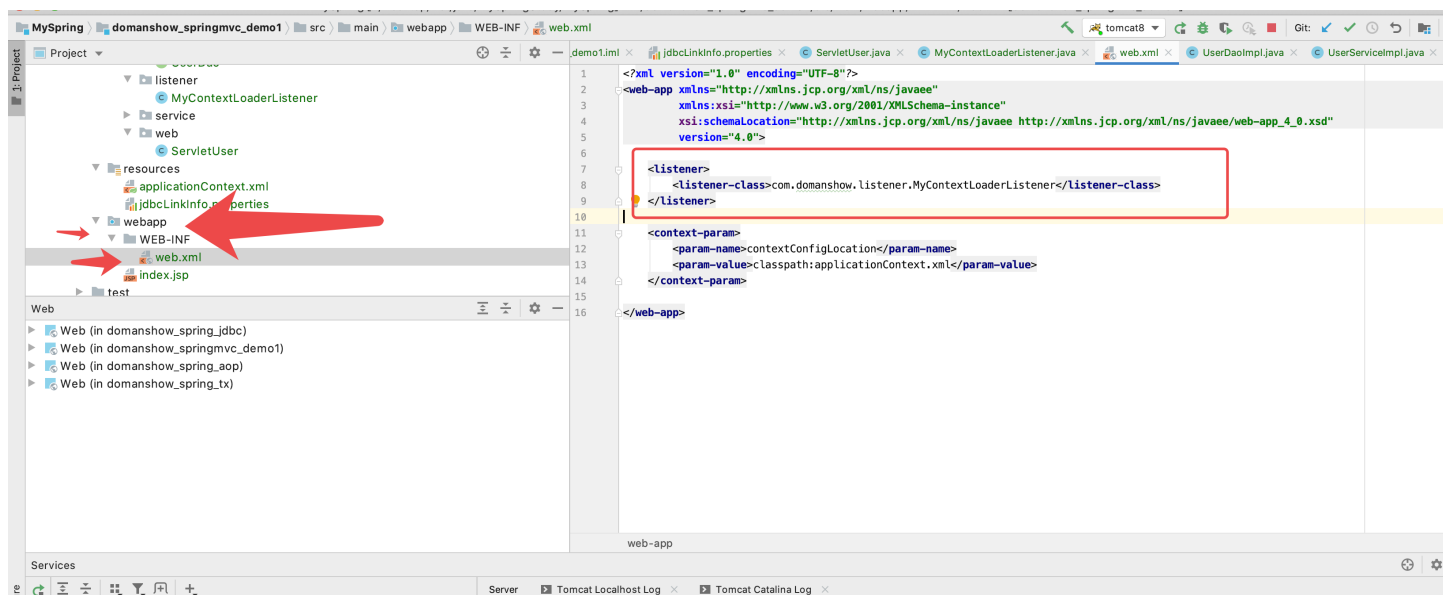 MySpring domanshow_springmvc_demo1 src main webapp WEB-INF web.xml tomcat8 Git:
1: Project
Project
_demo1.iml jdbcLinkInfo.properties ServletUser.java MyContextLoaderListener.java web.xml UserDaoImpl.java UserServiceImpl.java
listener
MyContextLoaderListener
service
web
ServletUser
resources
applicationContext.xml
jdbcLinkInfo.properties
webapp
WEB-INF
web.xml
index.jsp
test
1 <?xml version="1.0" encoding="UTF-8"?>
2 <web-app xmlns="http://xmlns.jcp.org/xml/ns/javaee"
3 xmlns:xsi="http://www.w3.org/2001/XMLSchema-instance"
4 xsi:schemaLocation="http://xmlns.jcp.org/xml/ns/javaee http://xmlns.jcp.org/xml/ns/javaee/web-app_4_0.xsd"
5 version="4.0">
6
7 <listener>
8 <listener-class>com.domanshow.listener.MyContextLoaderListener</listener-class>
9 </listener>
10
11 <context-param>
12 <param-name>contextConfigLocation</param-name>
13 <param-value>classpath:applicationContext.xml</param-value>
14 </context-param>
15
16 </web-app>
Web
Web (in domanshow_spring_jdbc)
Web (in domanshow_springmvc_demo1)
Web (in domanshow_spring_aop)
Web (in domanshow_spring_tx)
web-app
Services
Server Tomcat Localhost Log Tomcat Catalina Log